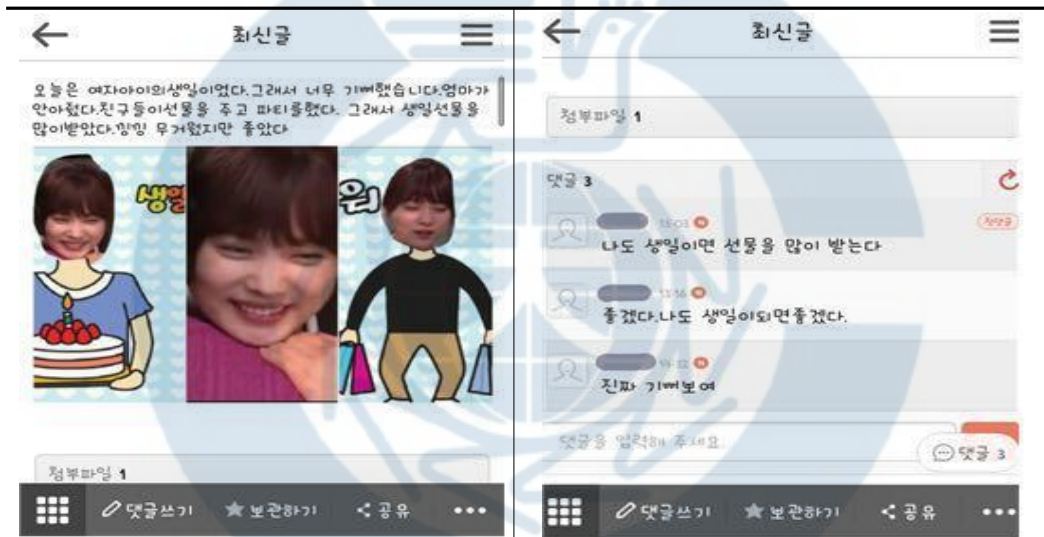 최신글
오늘은 여자아이의생일이었다.그래서 너무 기뻐했습니다.엄마가
안아줬다.친구들이선물을 주고 파티를했다. 그래서 생일선물을
많이받았다.낑낑 무거웠지만 좋았다
생일
첨부파일 1
댓글쓰기
보관하기
공유
최신글
첨부파일 1
댓글 3
나도 생일이면 선물을 많이 받는다
좋겠다.나도 생일이되면좋겠다.
진짜 기뻐보여
댓글을 입력해 주세요.
댓글 3
댓글쓰기
보관하기
공유